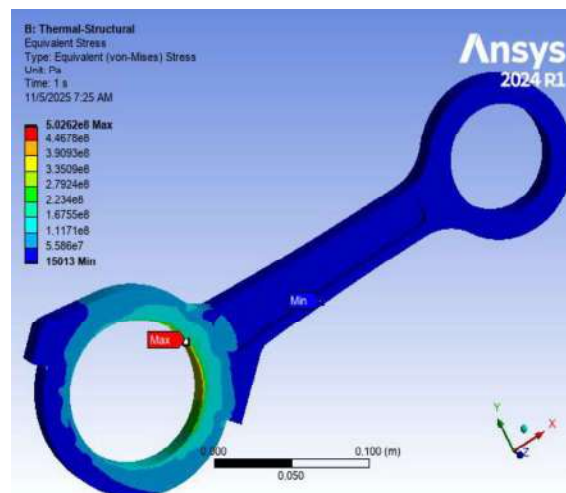 B: Thermal-Structural
Equivalent Stress
Type: Equivalent (von-Mises) Stress
Unit: Pa
Time: 1 s
11/5/2025 7:25 AM
Ansys
2024 R1
5.0262e8 Max
4.4678e8
3.9093e8
3.3509e8
2.7924e8
2.234e8
1.6755e8
1.1171e8
5.586e7
15013 Min
Min
Max
0.000
0.100 (m)
0.050
Y
X
Z